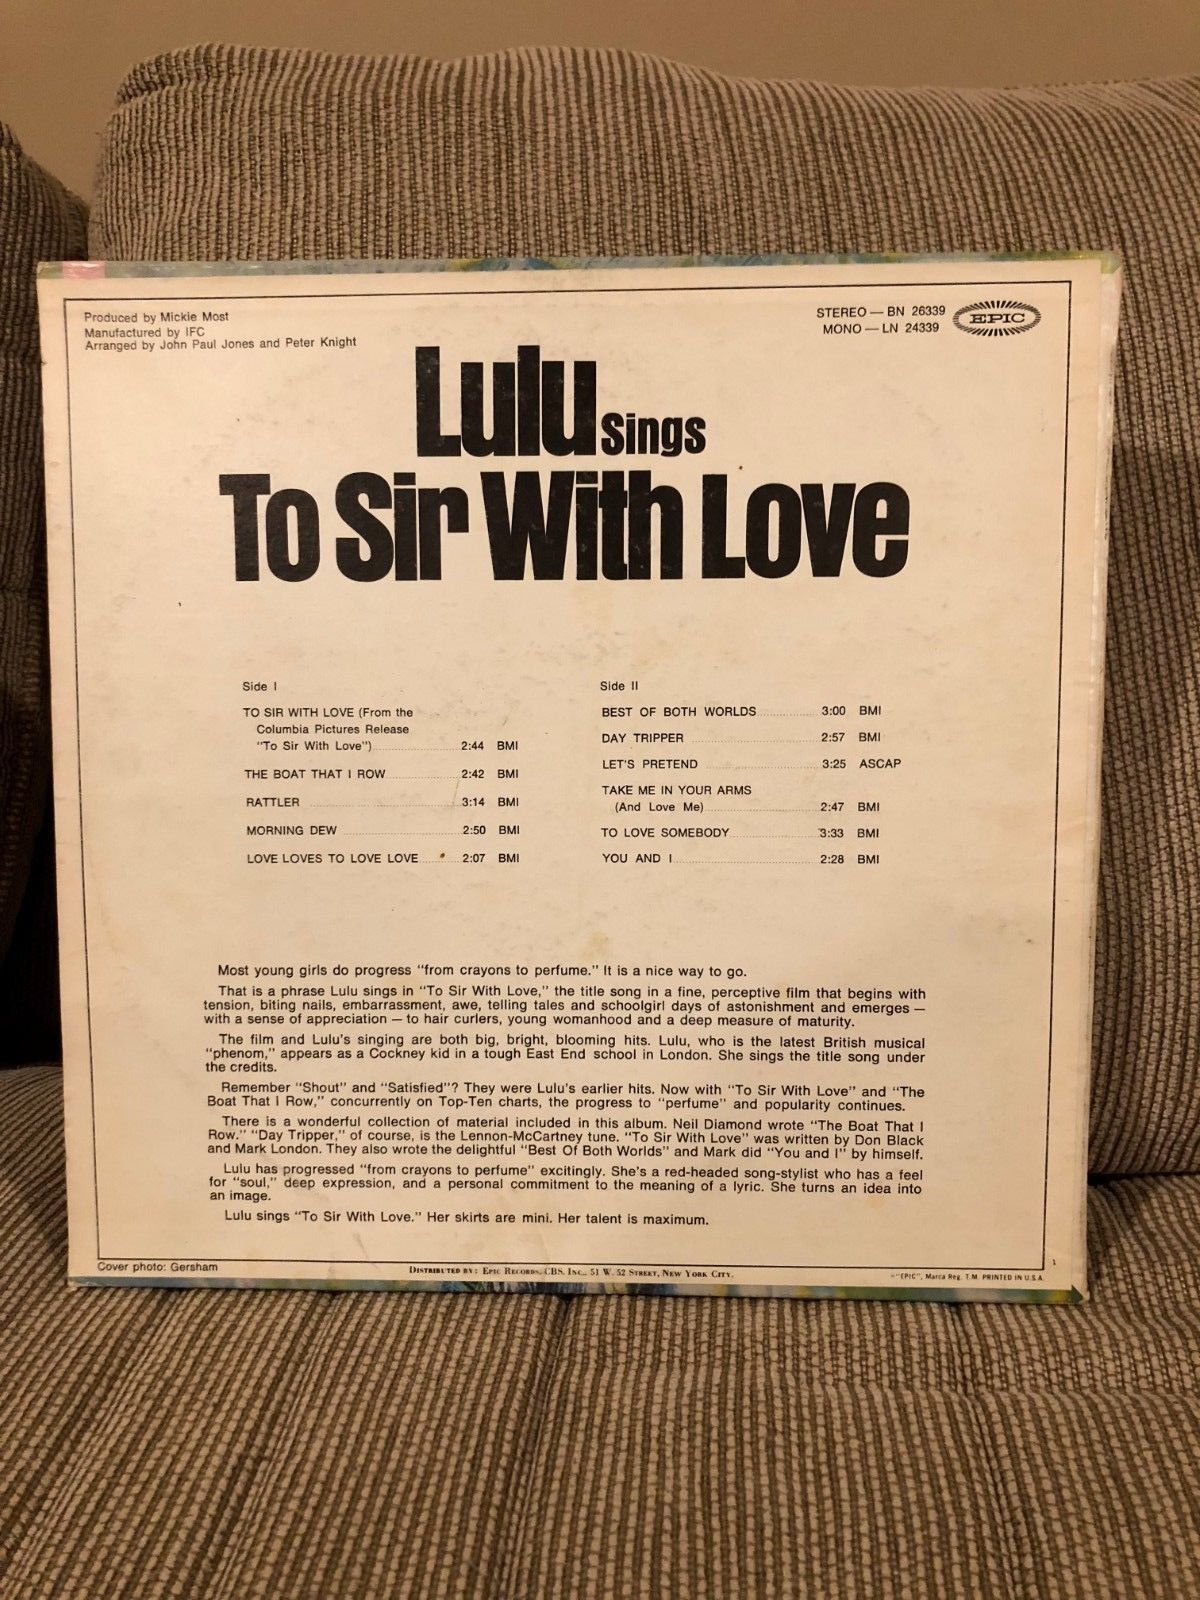 Produced by Mickie Most
Manufactured by IFC
Arranged by John Paul Jones and Peter Knight
STEREO — BN 26339
MONO — LN 24339
EPIC
Lulu sings
To Sir With Love
Side I
TO SIR WITH LOVE (From the
Columbia Pictures Release
"To Sir With Love") 2:44 BMI
THE BOAT THAT I ROW 2:42 BMI
RATTLER 3:14 BMI
MORNING DEW 2:50 BMI
LOVE LOVES TO LOVE LOVE 2:07 BMI
Side II
BEST OF BOTH WORLDS 3:00 BMI
DAY TRIPPER 2:57 BMI
LET'S PRETEND 3:25 ASCAP
TAKE ME IN YOUR ARMS
(And Love Me) 2:47 BMI
TO LOVE SOMEBODY 3:33 BMI
YOU AND I 2:28 BMI
Most young girls do progress "from crayons to perfume." It is a nice way to go.
That is a phrase Lulu sings in "To Sir With Love," the title song in a fine, perceptive film that begins with
tension, biting nails, embarrassment, awe, telling tales and schoolgirl days of astonishment and emerges —
with a sense of appreciation — to hair curlers, young womanhood and a deep measure of maturity.
The film and Lulu's singing are both big, bright, blooming hits. Lulu, who is the latest British musical
"phenom," appears as a Cockney kid in a tough East End school in London. She sings the title song under
the credits.
Remember "Shout" and "Satisfied"? They were Lulu's earlier hits. Now with "To Sir With Love" and "The
Boat That I Row," concurrently on Top-Ten charts, the progress to "perfume" and popularity continues.
There is a wonderful collection of material included in this album. Neil Diamond wrote "The Boat That I
Row." "Day Tripper," of course, is the Lennon-McCartney tune. "To Sir With Love" was written by Don Black
and Mark London. They also wrote the delightful "Best Of Both Worlds" and Mark did "You and I" by himself.
Lulu has progressed "from crayons to perfume" excitingly. She's a red-headed song-stylist who has a feel
for "soul," deep expression, and a personal commitment to the meaning of a lyric. She turns an idea into
an image.
Lulu sings "To Sir With Love." Her skirts are mini. Her talent is maximum.
Cover photo: Gersham
DISTRIBUTED BY: EPIC RECORDS, CBS, INC., 51 W. 52 STREET, NEW YORK CITY.
"EPIC", Marca Reg. T.M. PRINTED IN U.S.A.
1